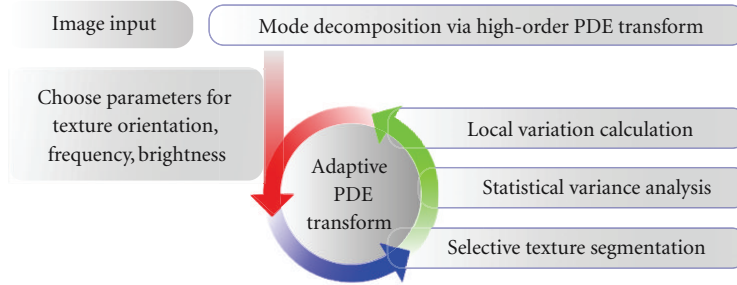 Image input
Mode decomposition via high-order PDE transform
Choose parameters for
texture orientation,
frequency, brightness
Adaptive
PDE
transform
Local variation calculation
Statistical variance analysis
Selective texture segmentation